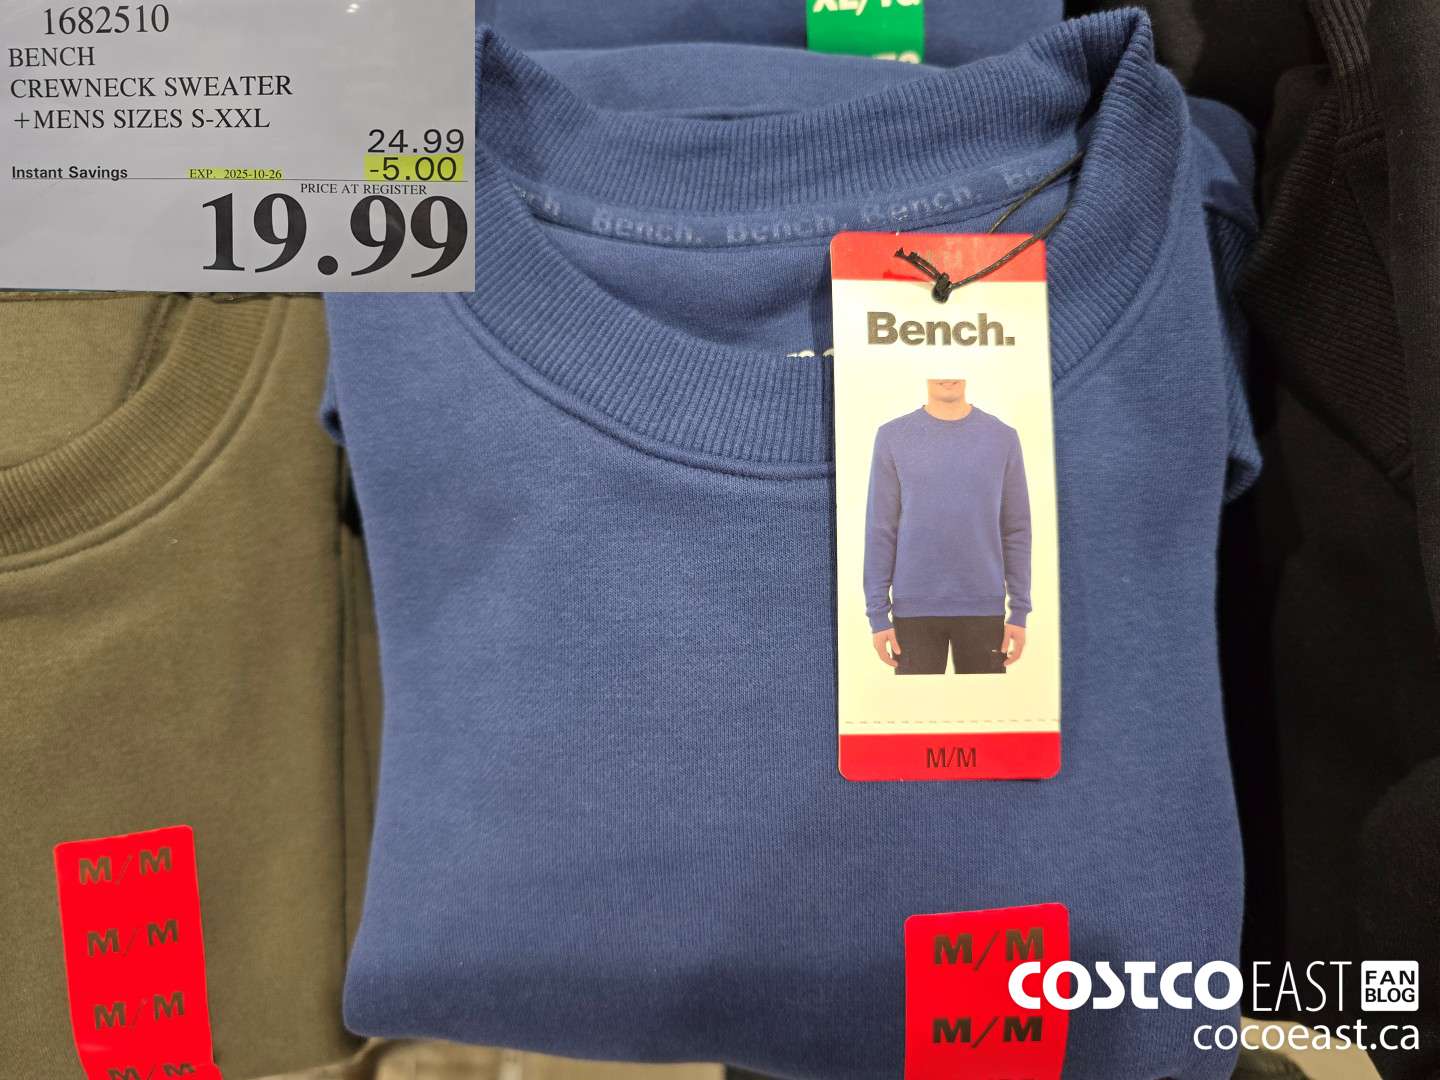 1682510
BENCH
CREWNECK SWEATER
+MENS SIZES S-XXL
24.99
Instant Savings EXP. 2025-10-26 -5.00
PRICE AT REGISTER
19.99
Bench. Bench. Bench.
Bench.
M/M
M/M
M/M
M/M
M/M
M/M
M/M
COSTCO EAST FAN BLOG
cocoeast.ca